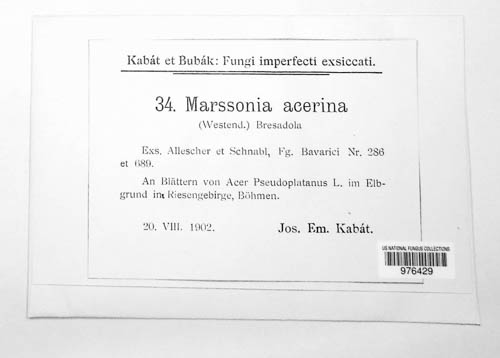 Kabát et Bubák: Fungi imperfecti exsiccati.
34. Marssonia acerina
(Westend.) Bresadola
Exs. Allescher et Schnabl, Fg. Bavarici Nr. 286
et 689.
An Blättern von Acer Pseudoplatanus L. im Elb-
grund im Riesengebirge, Böhmen.
20. VIII. 1902.
Jos. Em. Kabát.
US NATIONAL FUNGUS COLLECTIONS
976429